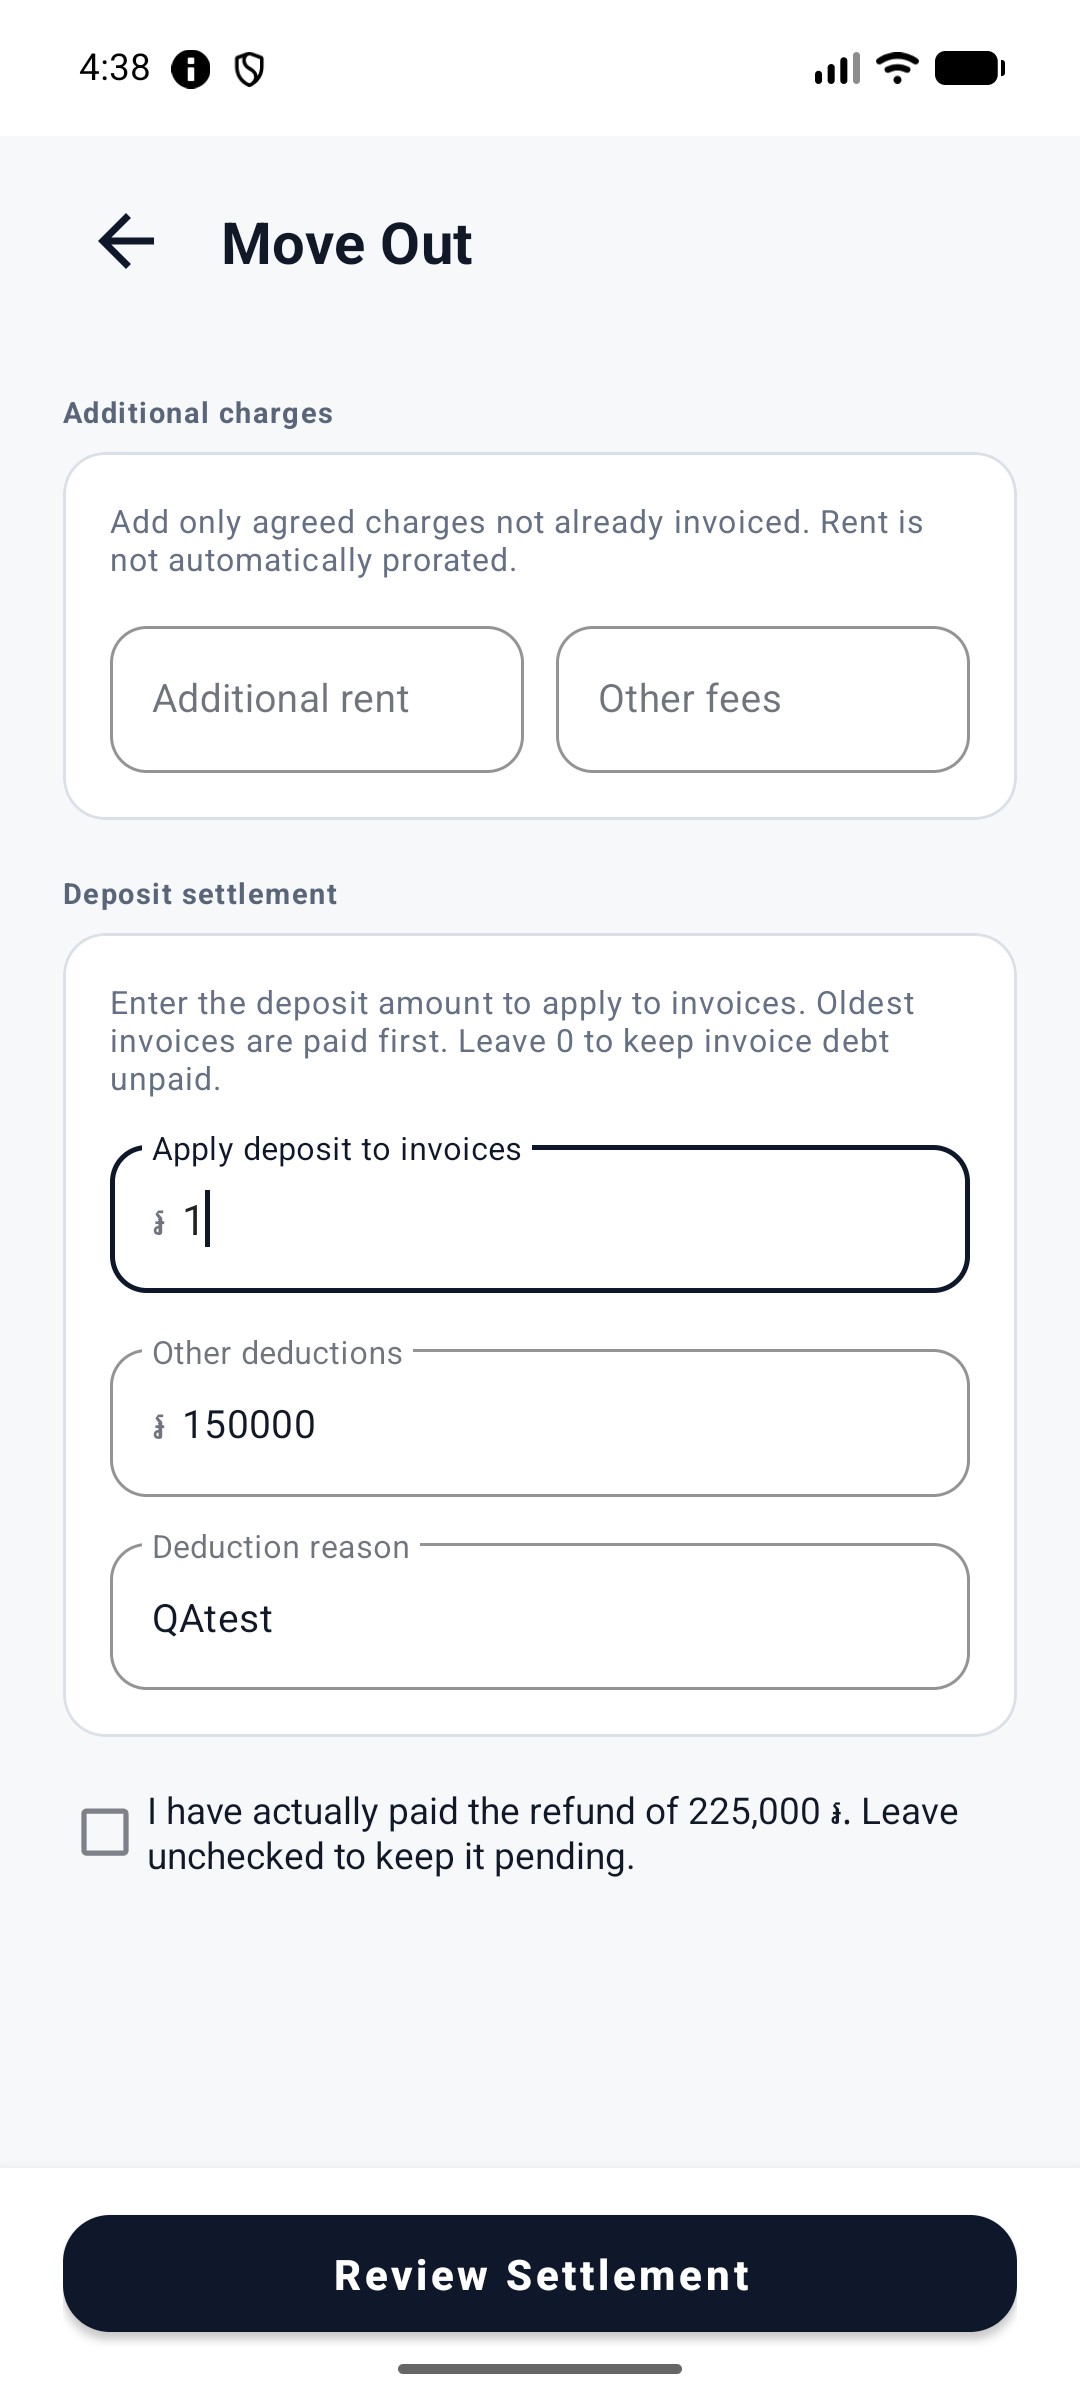 4:38
Move Out
Additional charges
Add only agreed charges not already invoiced. Rent is
not automatically prorated.
Additional rent
Other fees
Deposit settlement
Enter the deposit amount to apply to invoices. Oldest
invoices are paid first. Leave 0 to keep invoice debt
unpaid.
Apply deposit to invoices
៛ 1
Other deductions
៛ 150000
Deduction reason
QAtest
I have actually paid the refund of 225,000 ៛. Leave
unchecked to keep it pending.
Review Settlement